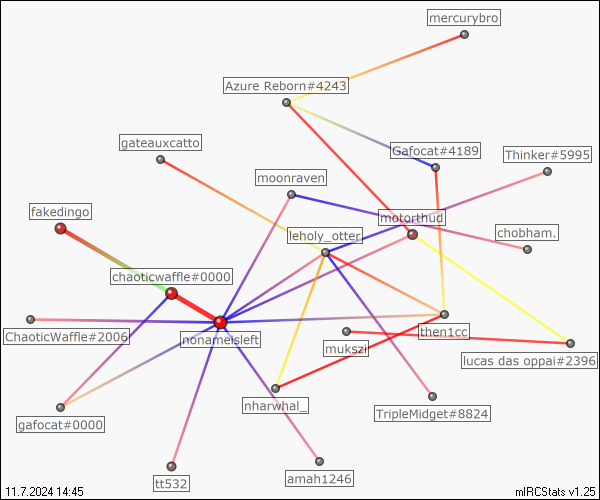 mercurybro
Azure Reborn#4243
gateauxcatto
Gafocat#4189
Thinker#5995
moonraven
fakedingo
motorthud
chobham.
leholy_otter
chaoticwaffle#0000
ChaoticWaffle#2006
nonameisleft
then1cc
mukszi
lucas das oppai#2396
nharwhal_
TripleMidget#8824
gafocat#0000
tt532
amah1246
11.7.2024 14:45
mIRCStats v1.25